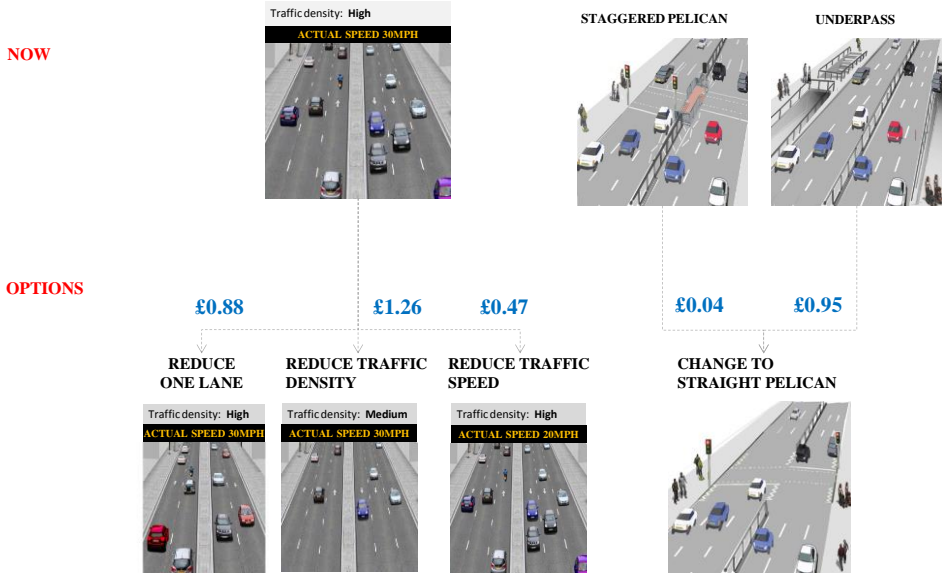 NOW
Traffic density: High
ACTUAL SPEED 30MPH
STAGGERED PELICAN
UNDERPASS
OPTIONS
£0.88
£1.26
£0.47
£0.04
£0.95
REDUCE
ONE LANE
REDUCE TRAFFIC
DENSITY
REDUCE TRAFFIC
SPEED
CHANGE TO
STRAIGHT PELICAN
Traffic density: High
ACTUAL SPEED 30MPH
Traffic density: Medium
ACTUAL SPEED 30MPH
Traffic density: High
ACTUAL SPEED 20MPH